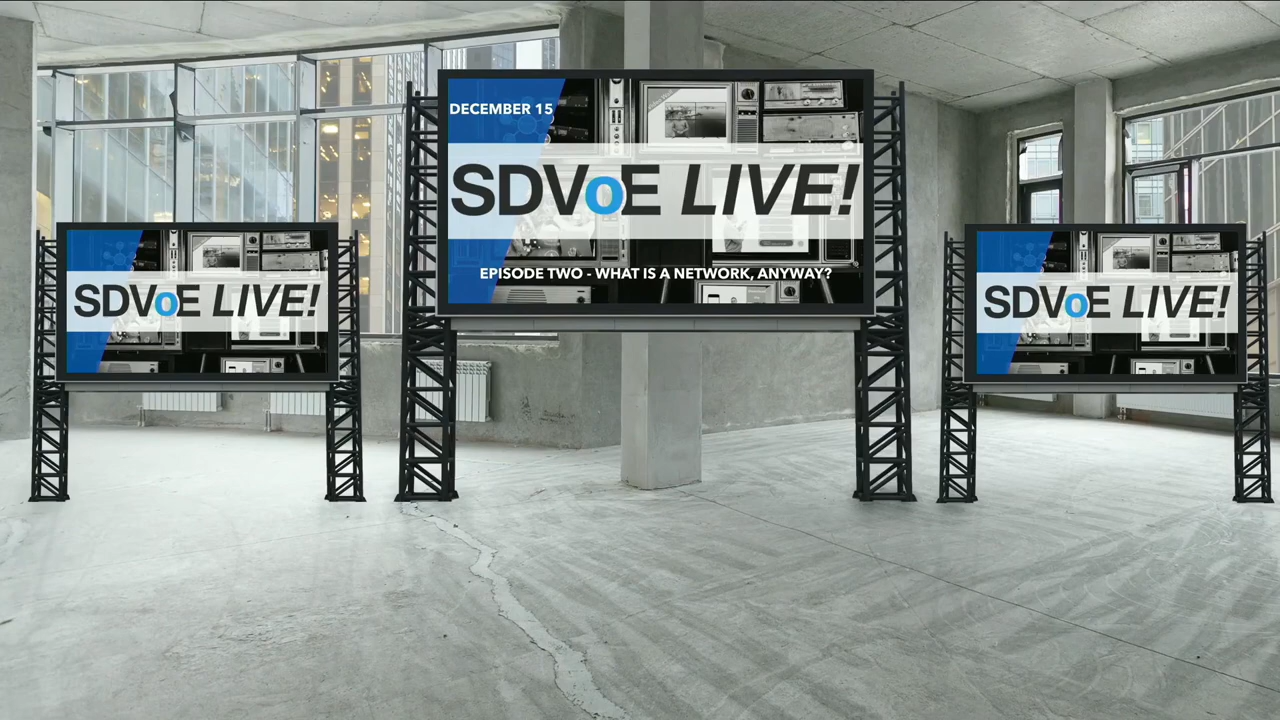 DECEMBER 15
SDVoE LIVE!
EPISODE TWO - WHAT IS A NETWORK, ANYWAY?
SDVoE LIVE!
SDVoE LIVE!